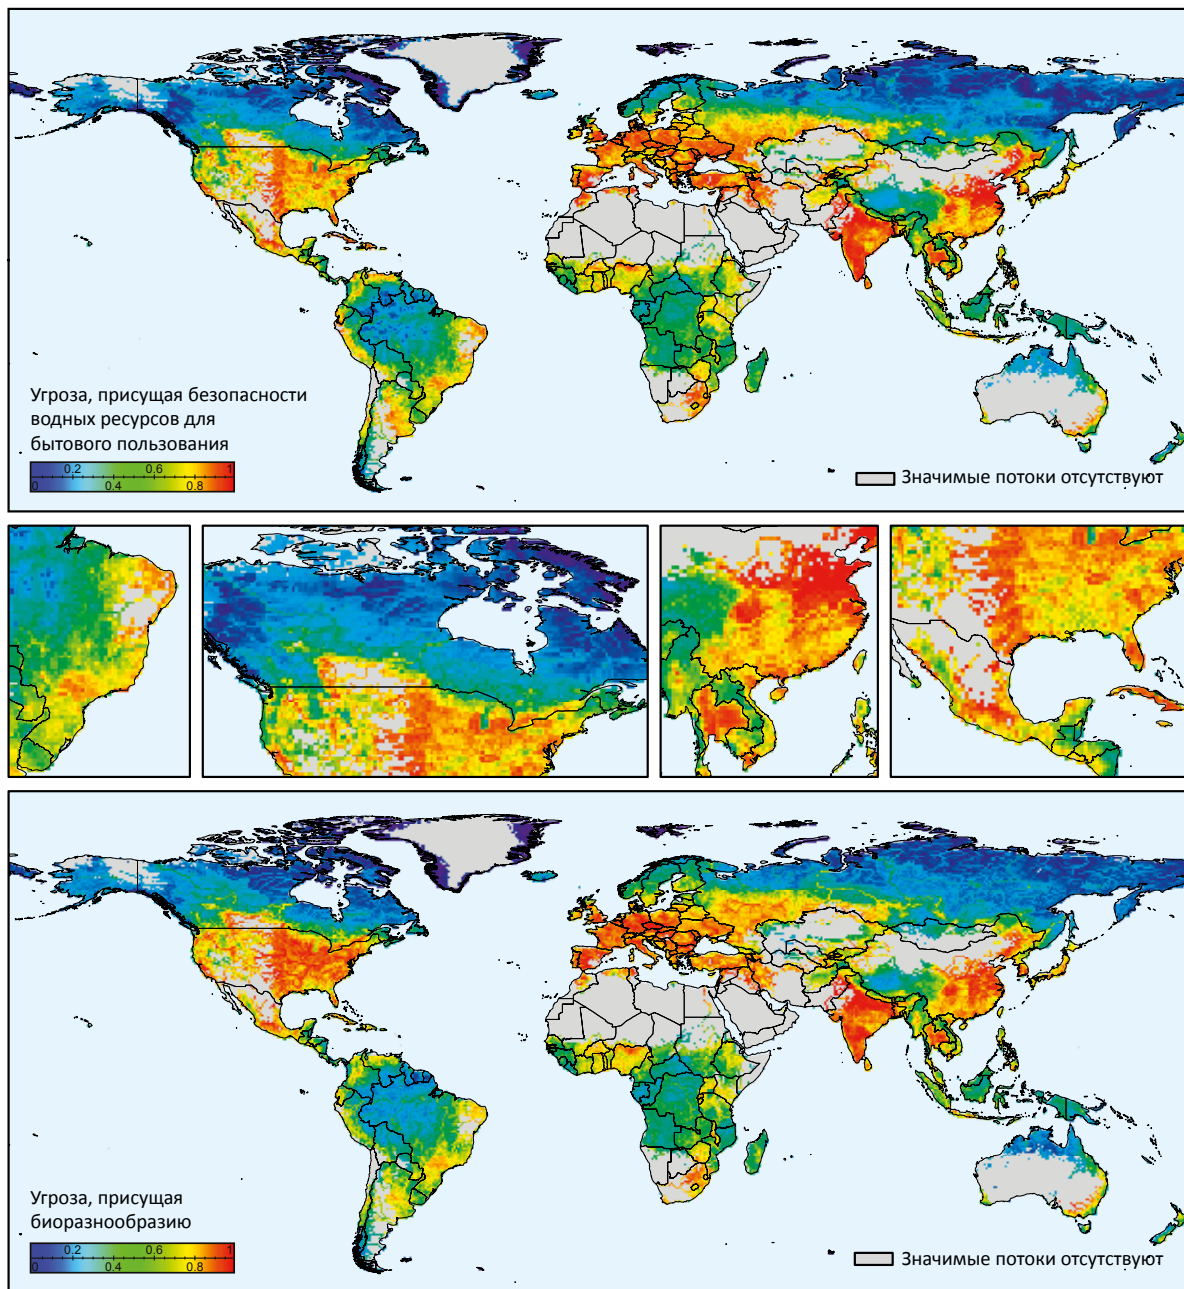 Угроза, присущая безопасности
водных ресурсов для
бытового пользования
0.2 0.6 1
0 0.4 0.8
Значимые потоки отсутствуют
Угроза, присущая
биоразнообразию
0.2 0.6 1
0 0.4 0.8
Значимые потоки отсутствуют